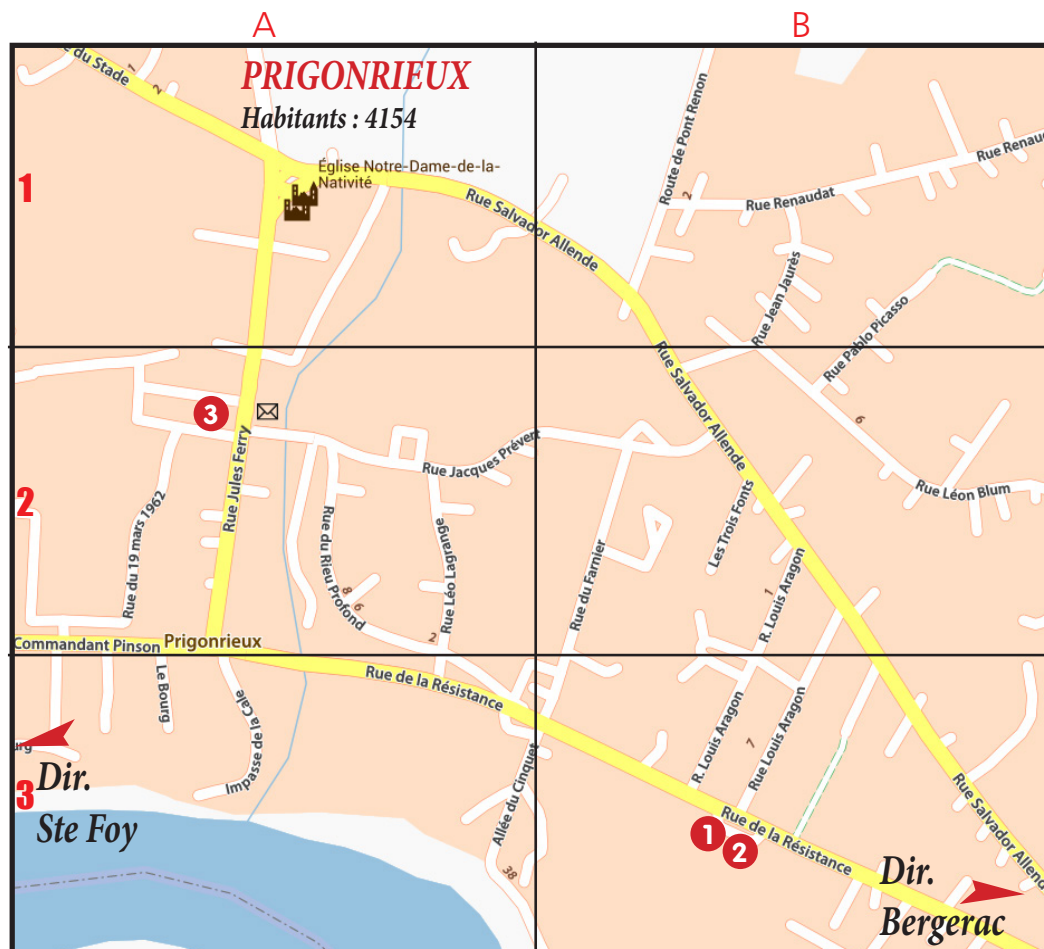 A
B
1
2
3
e du Stade
1
2
PRIGONRIEUX
Habitants : 4154
Église Notre-Dame-de-la-
Nativité
Rue Salvador Allende
Route de Pont Renon
2
Rue Renaudat
Rue Renaud
Rue Jean Jaurès
Rue Pablo Picasso
3
Rue Jules Ferry
Rue du 19 mars 1962
Rue Jacques Prévert
Rue du Rieu Profond
8
6
2
Rue Léo Lagrange
Rue Salvador Allende
6
Rue Léon Blum
Les Trois Fonts
Rue du Farnier
1
R. Louis Aragon
Commandant Pinson
Prigonrieux
Rue de la Résistance
Le Bourg
Impasse de la Cale
urg
Dir.
Ste Foy
Allée du Cinquet
38
R. Louis Aragon
7
Rue Louis Aragon
Rue de la Résistance
1
2
Rue Salvador Allend
Dir.
Bergerac